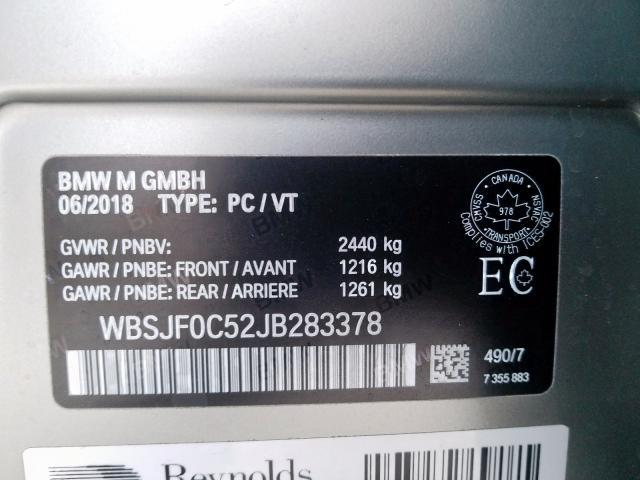 BMW M GMBH
06/2018 TYPE: PC / VT
GVWR / PNBV: 2440 kg
GAWR / PNBE: FRONT / AVANT 1216 kg
GAWR / PNBE: REAR / ARRIERE 1261 kg
CANADA
CMVSS 978 NSVAC
TRANSPORT
Complies with / ICES-002
EC
WBSJF0C52JB283378
490/7
7 355 883
Reynolds